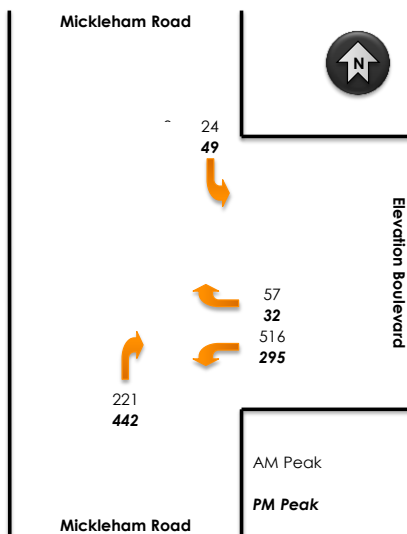 Mickleham Road
N
24
49
Elevation Boulevard
57
32
516
295
221
442
AM Peak
PM Peak
Mickleham Road